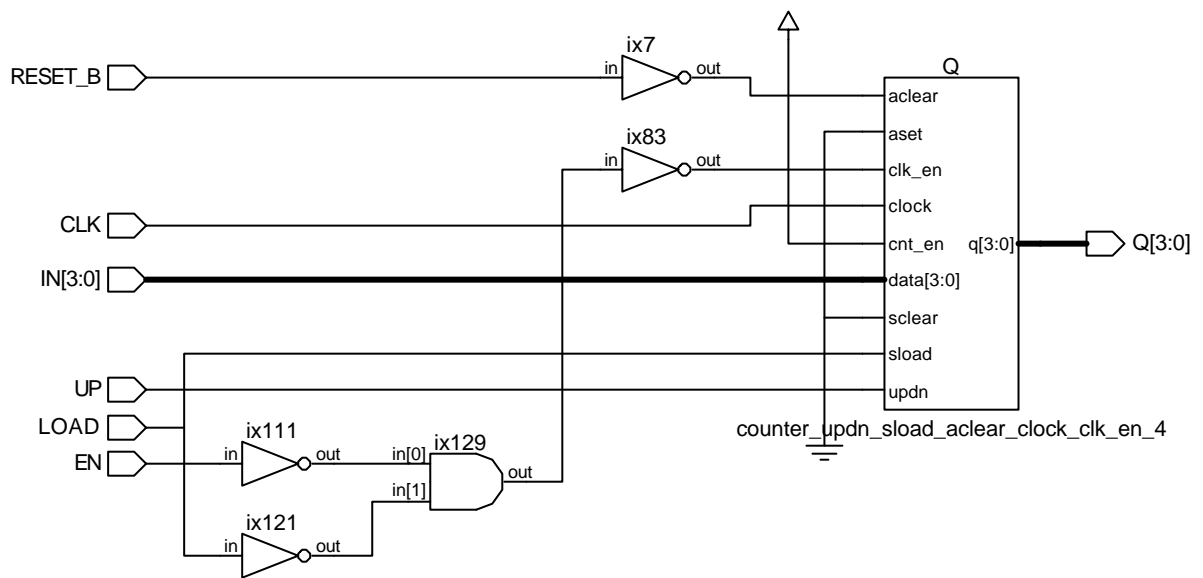 ix7
RESET_B
in
out
Q
aclear
aset
ix83
in
out
clk_en
CLK
clock
cnt_en
q[3:0]
Q[3:0]
IN[3:0]
data[3:0]
sclear
sload
UP
updn
LOAD
counter_updn_sload_aclear_clock_clk_en_4
EN
ix111
in
out
in[0]
ix129
out
in[1]
ix121
in
out